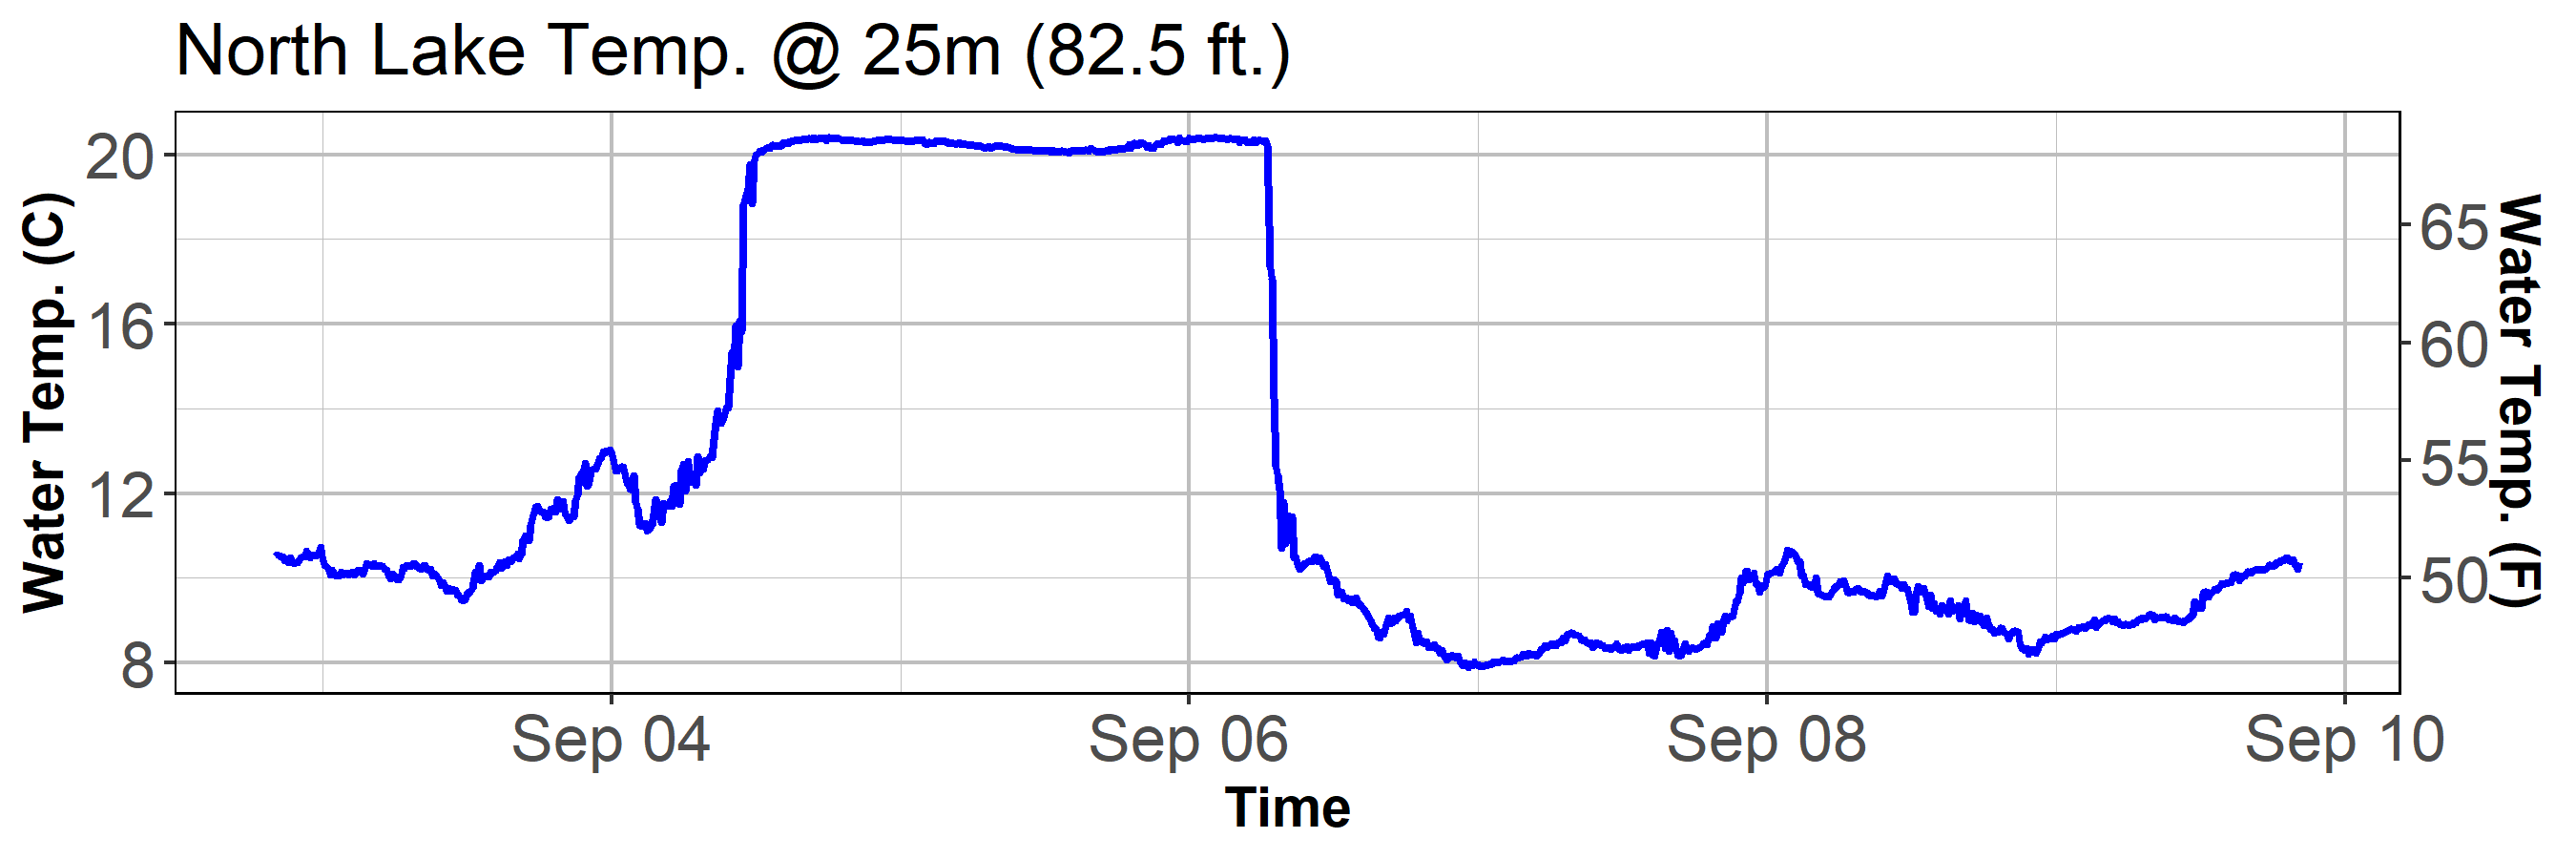 North Lake Temp. @ 25m (82.5 ft.)
Water Temp. (C)
20
16
12
8
65
60
55
50
Water Temp. (F)
Sep 04 Sep 06 Sep 08 Sep 10
Time